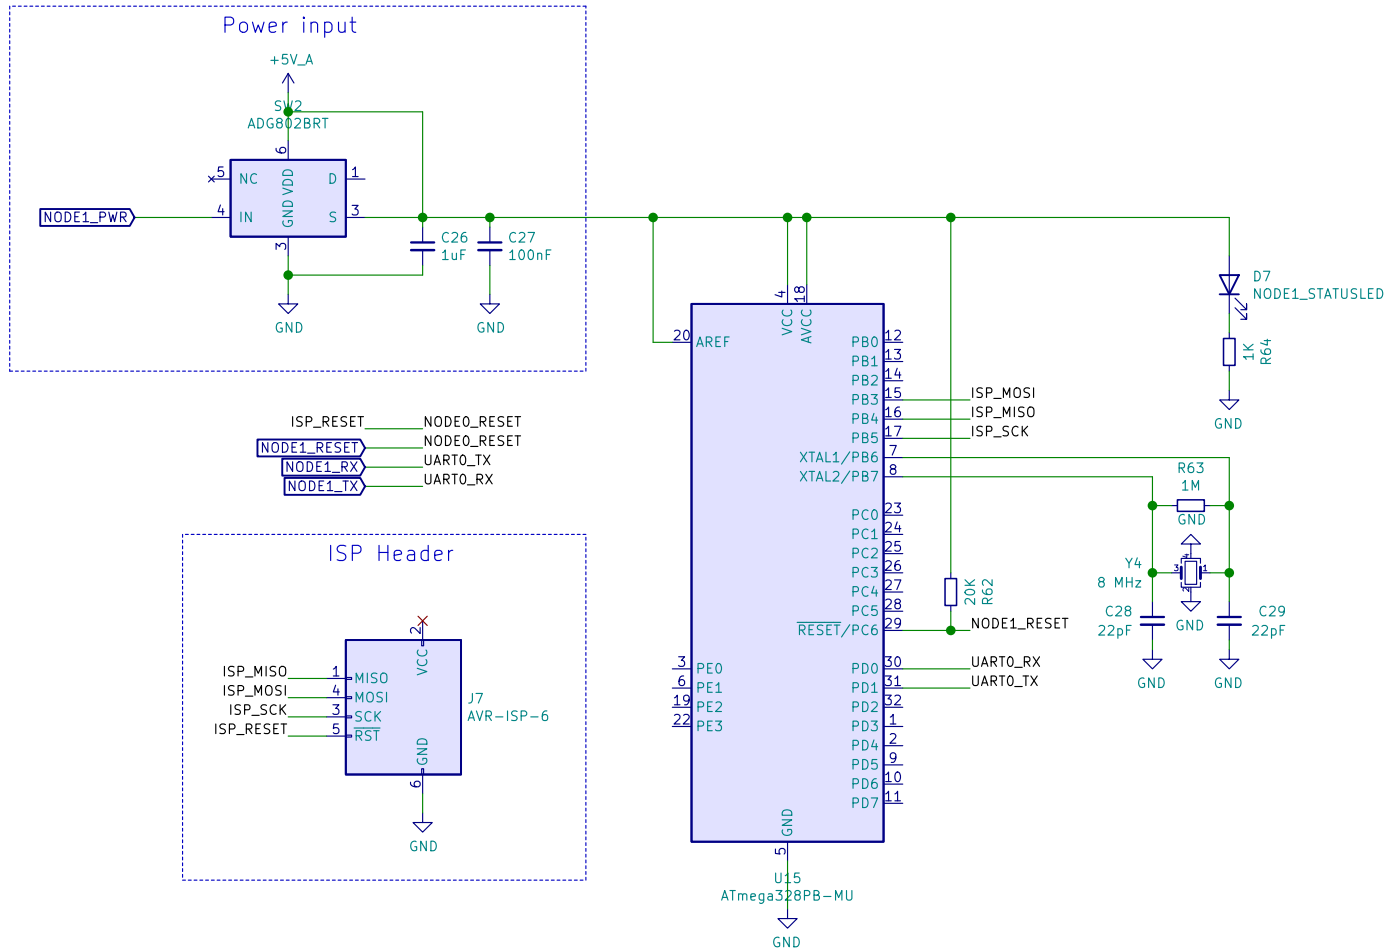 Power input
+5V_A
SW2
ADG802BRT
6
5
NC
VDD
GND
D
1
NODE1_PWR
4
IN
S
3
3
GND
C26
1uF
C27
100nF
GND
ISP_RESET
NODE0_RESET
NODE1_RESET
NODE0_RESET
NODE1_RX
UART0_TX
NODE1_TX
UART0_RX
ISP Header
2
VCC
ISP_MISO
1
MISO
ISP_MOSI
4
MOSI
ISP_SCK
3
SCK
ISP_RESET
5
RST
J7
AVR-ISP-6
GND
6
GND
4
18
VCC
AVCC
20
AREF
PB0
12
PB1
13
PB2
14
PB3
15
ISP_MOSI
PB4
16
ISP_MISO
PB5
17
ISP_SCK
XTAL1/PB6
7
XTAL2/PB7
8
PC0
23
PC1
24
PC2
25
PC3
26
PC4
27
PC5
28
RESET/PC6
29
NODE1_RESET
3
PE0
6
PE1
19
PE2
22
PE3
PD0
30
UART0_RX
PD1
31
UART0_TX
PD2
32
PD3
1
PD4
2
PD5
9
PD6
10
PD7
11
GND
5
U15
ATmega328PB-MU
GND
20K
R62
D7
NODE1_STATUSLED
1K
R64
GND
R63
1M
GND
Y4
8 MHz
4
3
1
2
GND
C28
22pF
GND
C29
22pF
GND